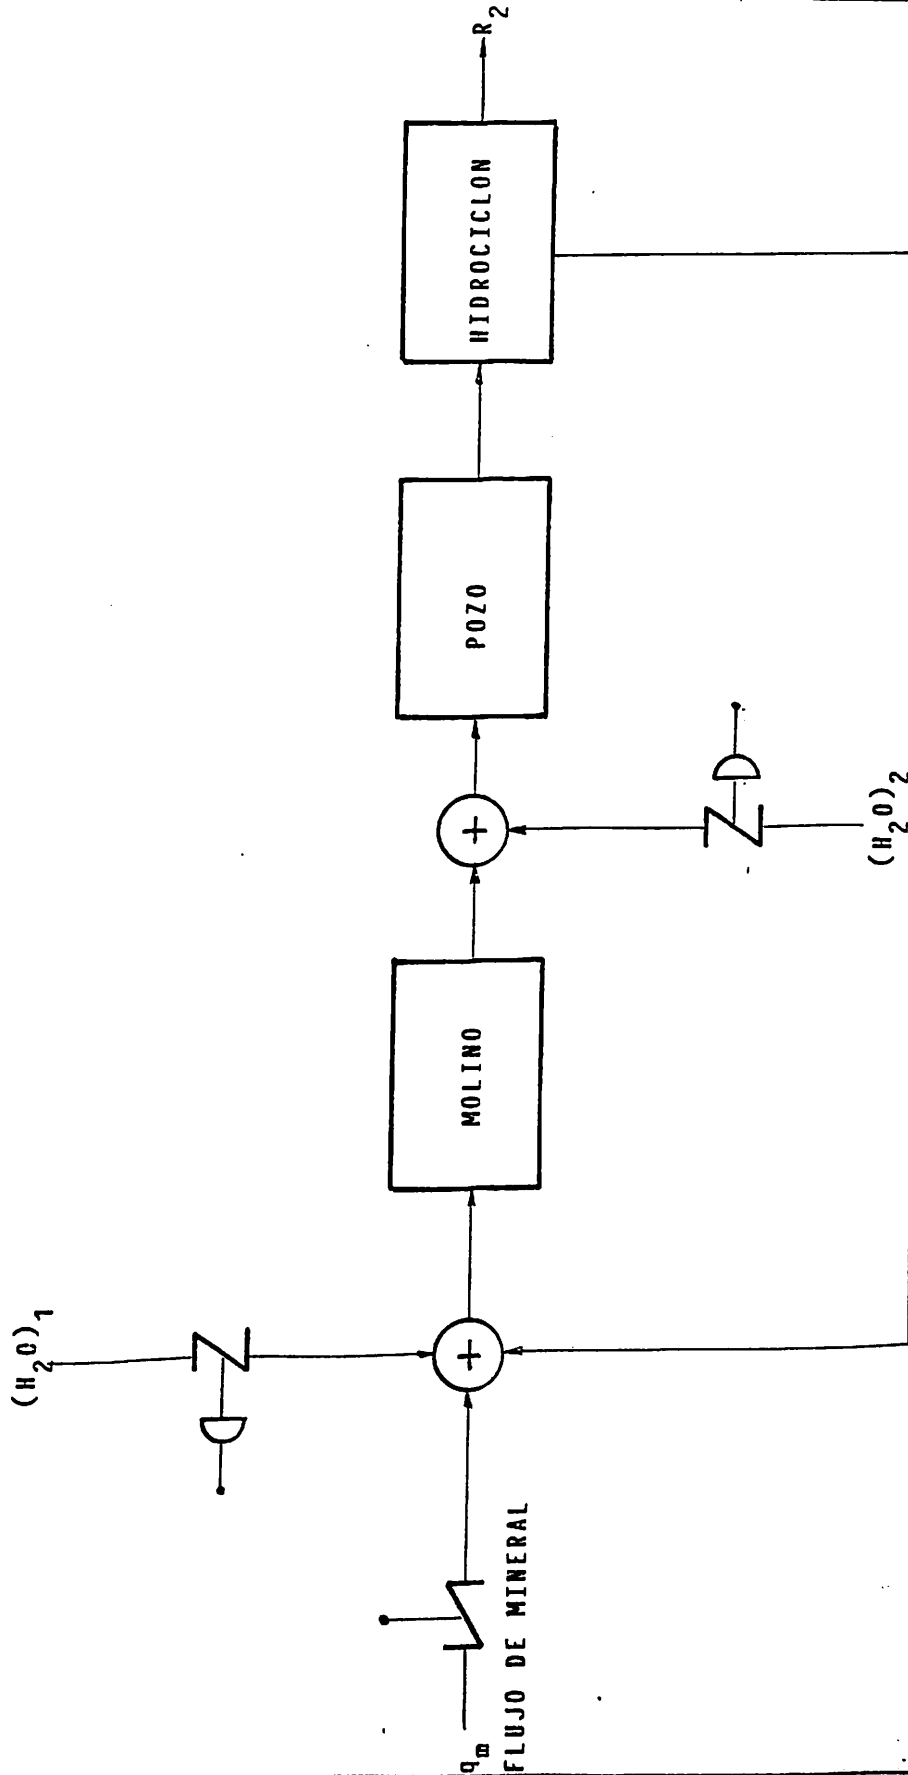 (H₂O)₁
qₘ
FLUJO DE MINERAL
+
MOLINO
+
POZO
HIDROCICLON
R₂
(H₂O)₂